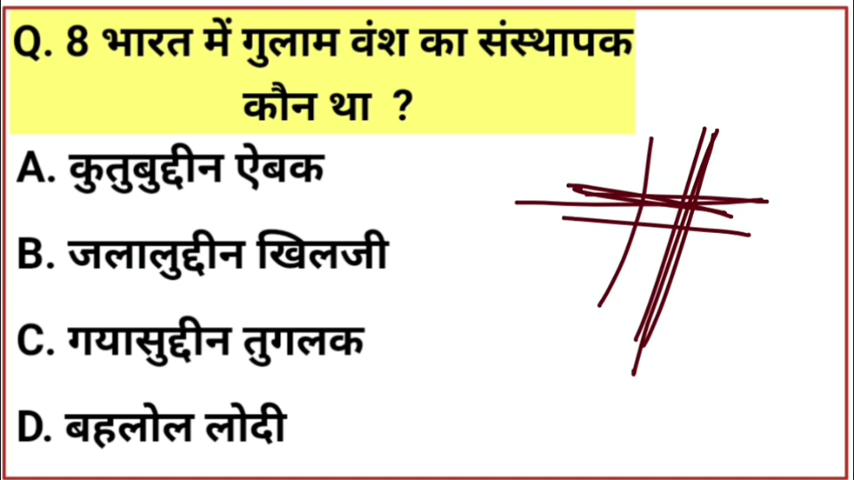 Q. 8 भारत में गुलाम वंश का संस्थापक
कौन था ?
A. कुतुबुद्दीन ऐबक
B. जलालुद्दीन खिलजी
C. गयासुद्दीन तुगलक
D. बहलोल लोदी